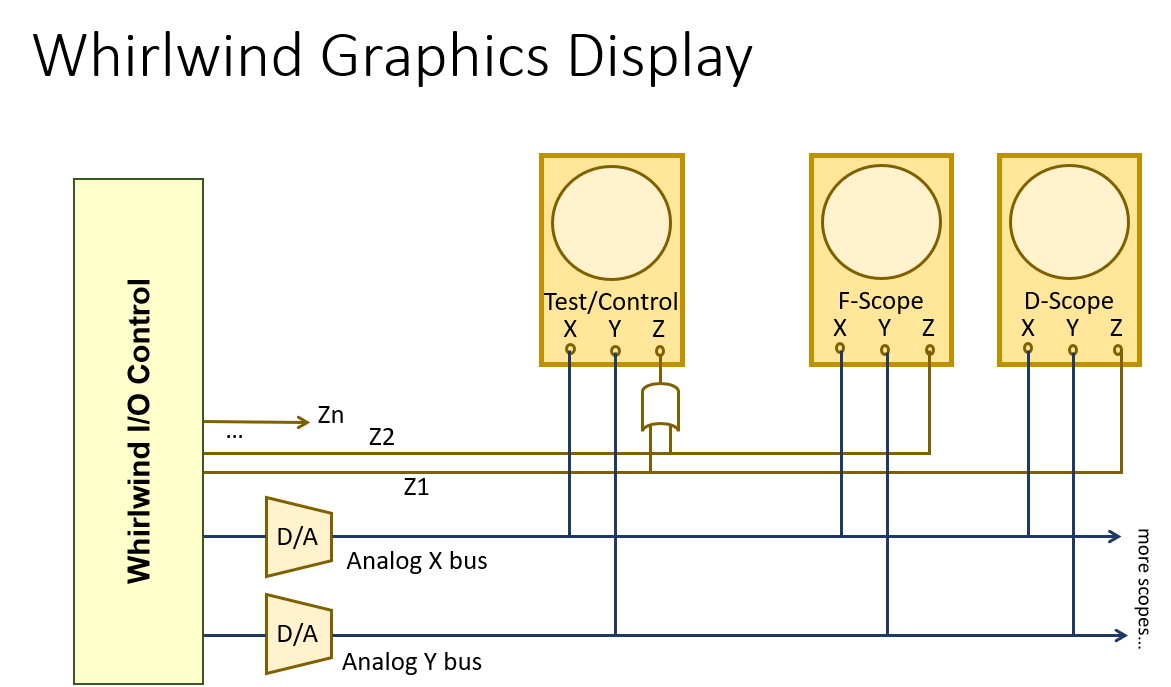 Whirlwind Graphics Display
Whirlwind I/O Control
Test/Control
X Y Z
F-Scope
X Y Z
D-Scope
X Y Z
Zn
...
Z2
Z1
D/A
Analog X bus
D/A
Analog Y bus
more scopes...